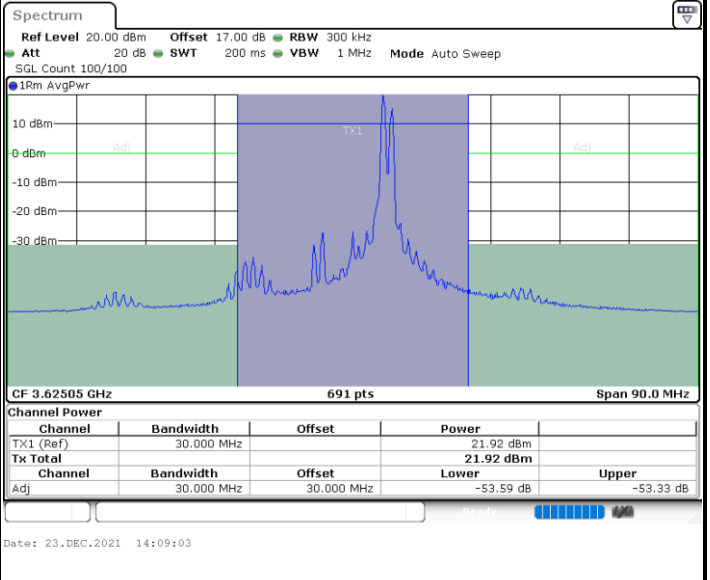 Spectrum
Ref Level 20.00 dBm Offset 17.00 dB RBW 300 kHz
Att 20 dB SWT 200 ms VBW 1 MHz Mode Auto Sweep
SGL Count 100/100
1Rm AvgPwr
10 dBm
TX1
Adj Adj
0 dBm
-10 dBm
-20 dBm
-30 dBm
CF 3.62505 GHz 691 pts Span 90.0 MHz
Channel Power
Channel Bandwidth Offset Power
TX1 (Ref) 30.000 MHz 21.92 dBm
Tx Total 21.92 dBm
Channel Bandwidth Offset Lower Upper
Adj 30.000 MHz 30.000 MHz -53.59 dB -53.33 dB
Ready
Date: 23.DEC.2021 14:09:03